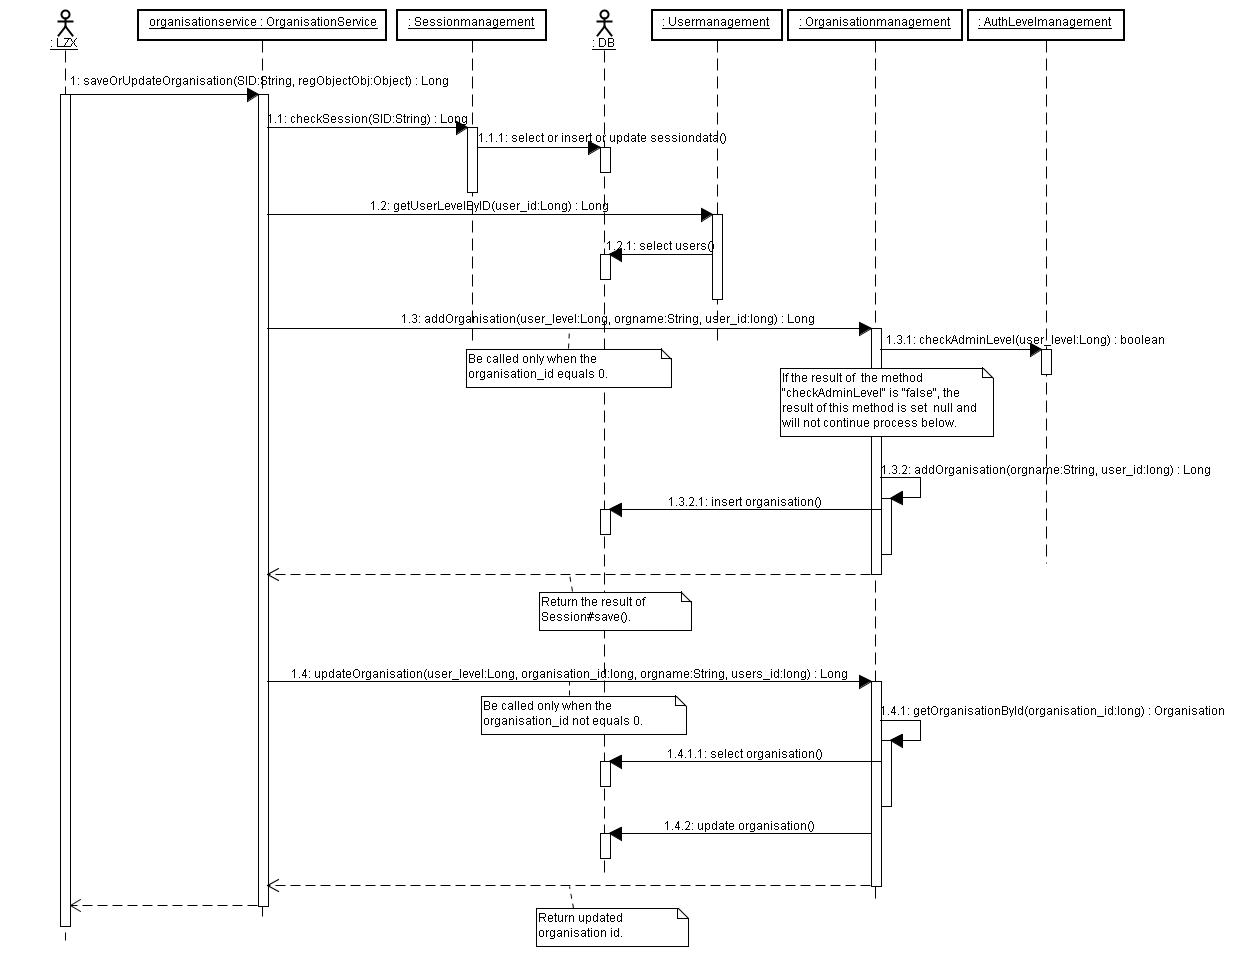 : LZX
organisationservice : OrganisationService
: Sessionmanagement
: DB
: Usermanagement
: Organisationmanagement
: AuthLevelmanagement
1: saveOrUpdateOrganisation(SID:String, regObjectObj:Object) : Long
1.1: checkSession(SID:String) : Long
1.1.1: select or insert or update sessiondata()
1.2: getUserLevelByID(user_id:Long) : Long
1.2.1: select users()
1.3: addOrganisation(user_level:Long, orgname:String, user_id:long) : Long
1.3.1: checkAdminLevel(user_level:Long) : boolean
Be called only when the
organisation_id equals 0.
If the result of the method
"checkAdminLevel" is "false", the
result of this method is set null and
will not continue process below.
1.3.2: addOrganisation(orgname:String, user_id:long) : Long
1.3.2.1: insert organisation()
Return the result of
Session#save().
1.4: updateOrganisation(user_level:Long, organisation_id:long, orgname:String, users_id:long) : Long
Be called only when the
organisation_id not equals 0.
1.4.1: getOrganisationById(organisation_id:long) : Organisation
1.4.1.1: select organisation()
1.4.2: update organisation()
Return updated
organisation id.